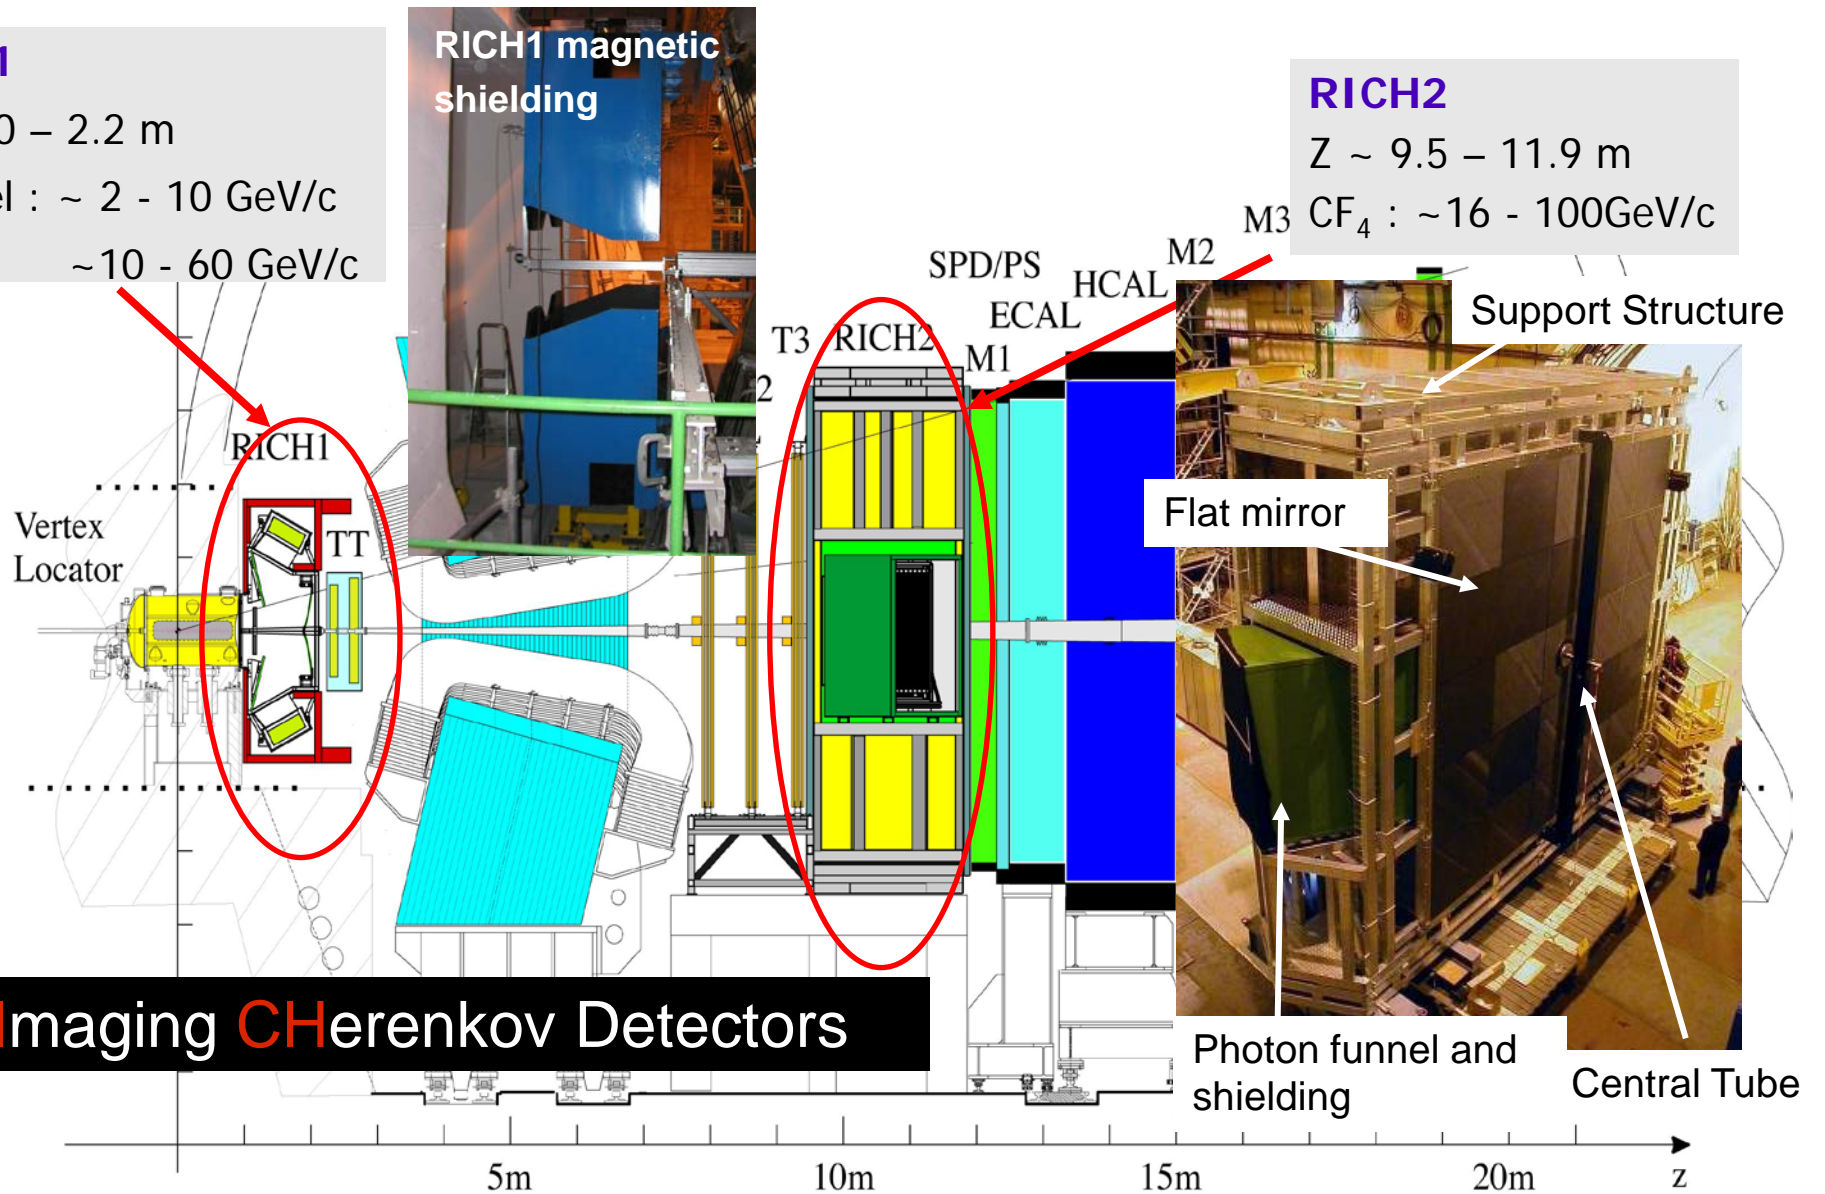 1
0 – 2.2 m
el : ~ 2 - 10 GeV/c
~10 - 60 GeV/c
RICH1 magnetic
shielding
RICH2
Z ~ 9.5 – 11.9 m
CF₄ : ~16 - 100GeV/c
M3
M2
SPD/PS
HCAL
ECAL
T3
RICH2
M1
2
Support Structure
RICH1
Flat mirror
Vertex
Locator
TT
Imaging CHerenkov Detectors
Photon funnel and
shielding
Central Tube
5m
10m
15m
20m
z